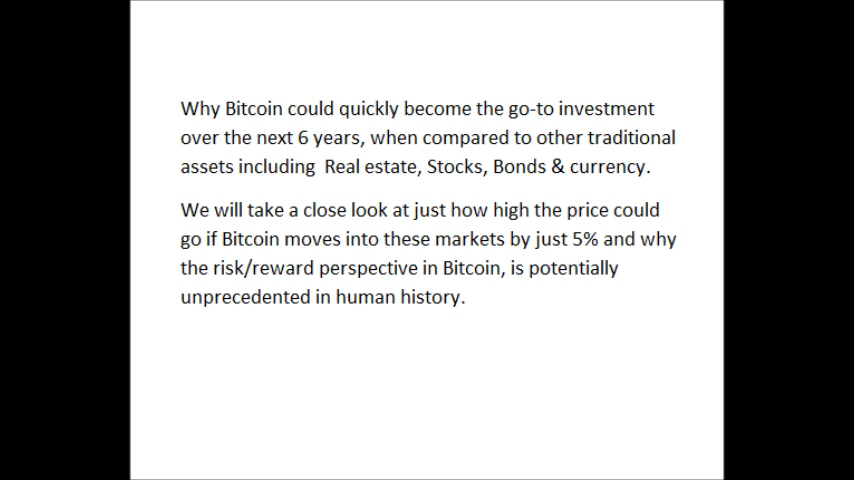 Why Bitcoin could quickly become the go-to investment
over the next 6 years, when compared to other traditional
assets including  Real estate, Stocks, Bonds & currency.
We will take a close look at just how high the price could
go if Bitcoin moves into these markets by just 5% and why
the risk/reward perspective in Bitcoin, is potentially
unprecedented in human history.